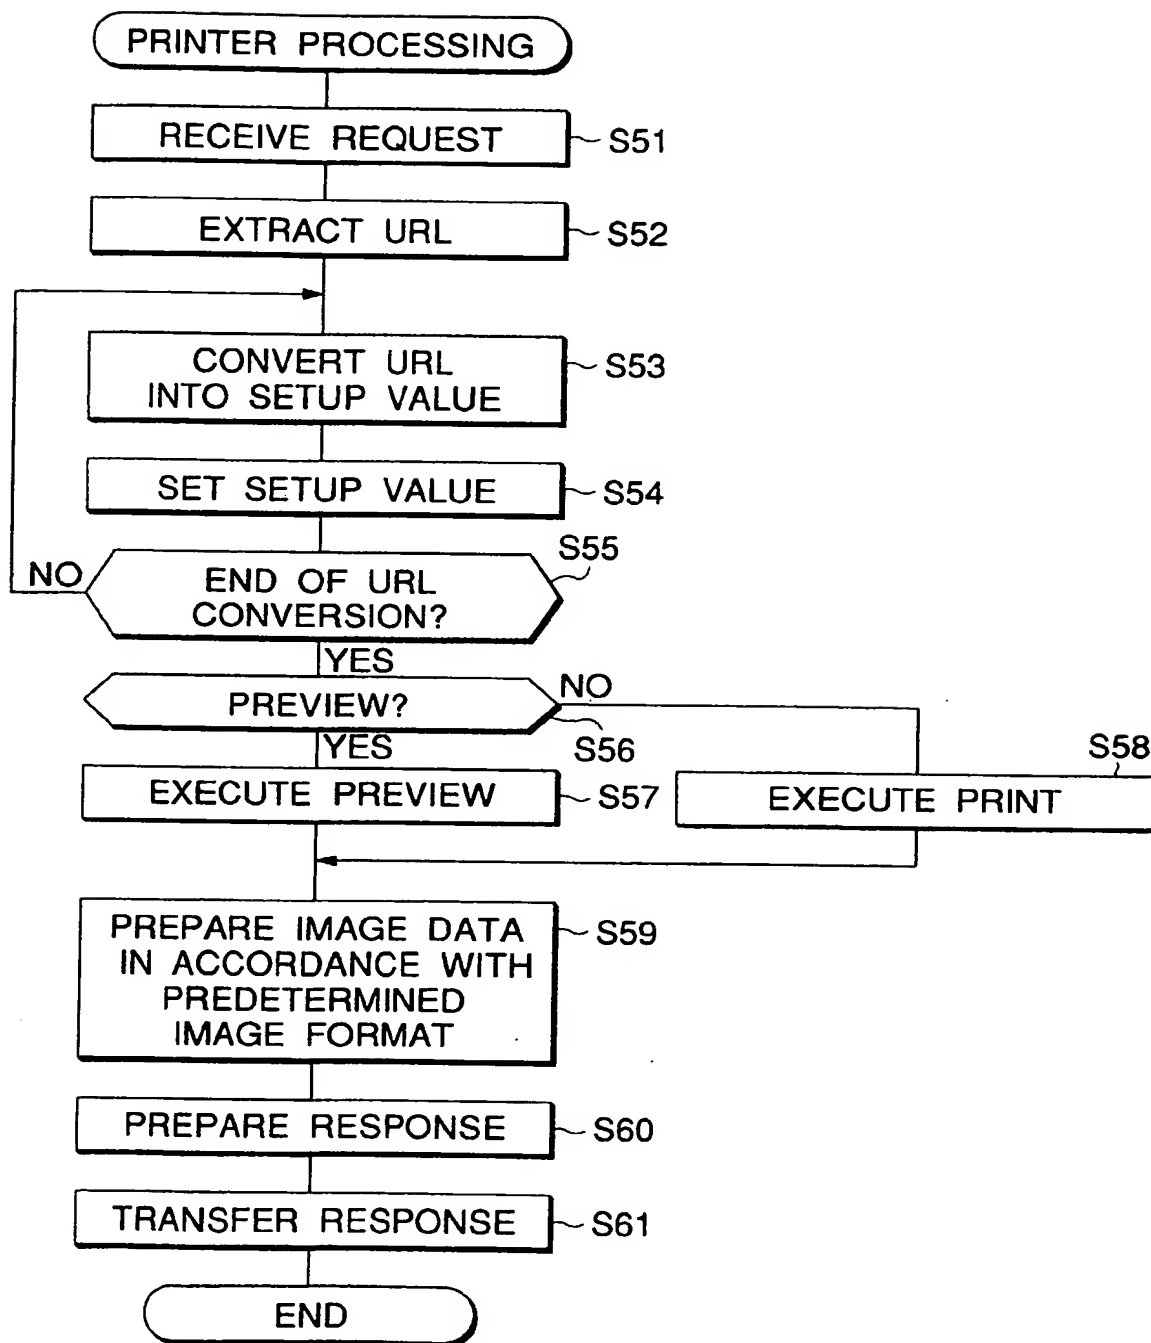 PRINTER PROCESSING
RECEIVE REQUEST
S51
EXTRACT URL
S52
CONVERT URL
INTO SETUP VALUE
S53
SET SETUP VALUE
S54
S55
NO
END OF URL
CONVERSION?
YES
PREVIEW?
NO
S56
YES
S58
EXECUTE PREVIEW
S57
EXECUTE PRINT
PREPARE IMAGE DATA
IN ACCORDANCE WITH
PREDETERMINED
IMAGE FORMAT
S59
PREPARE RESPONSE
S60
TRANSFER RESPONSE
S61
END